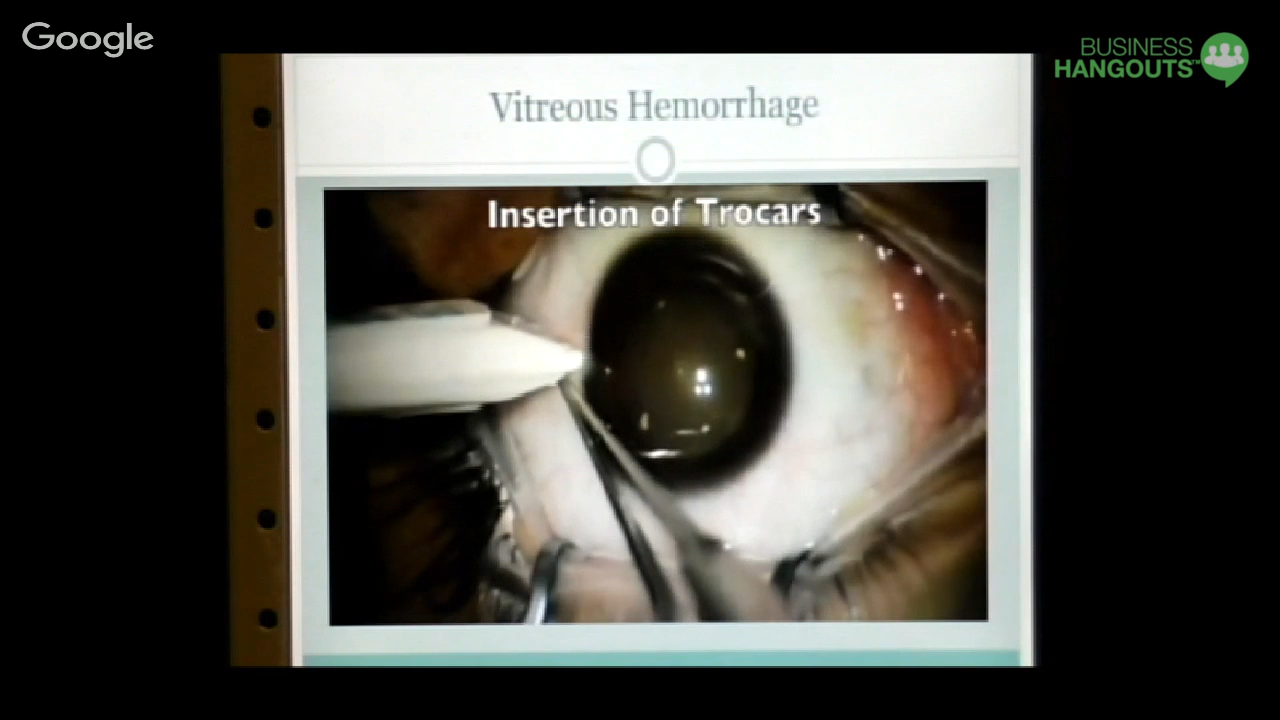 Google
BUSINESS
HANGOUTS™
Vitreous Hemorrhage
Insertion of Trocars